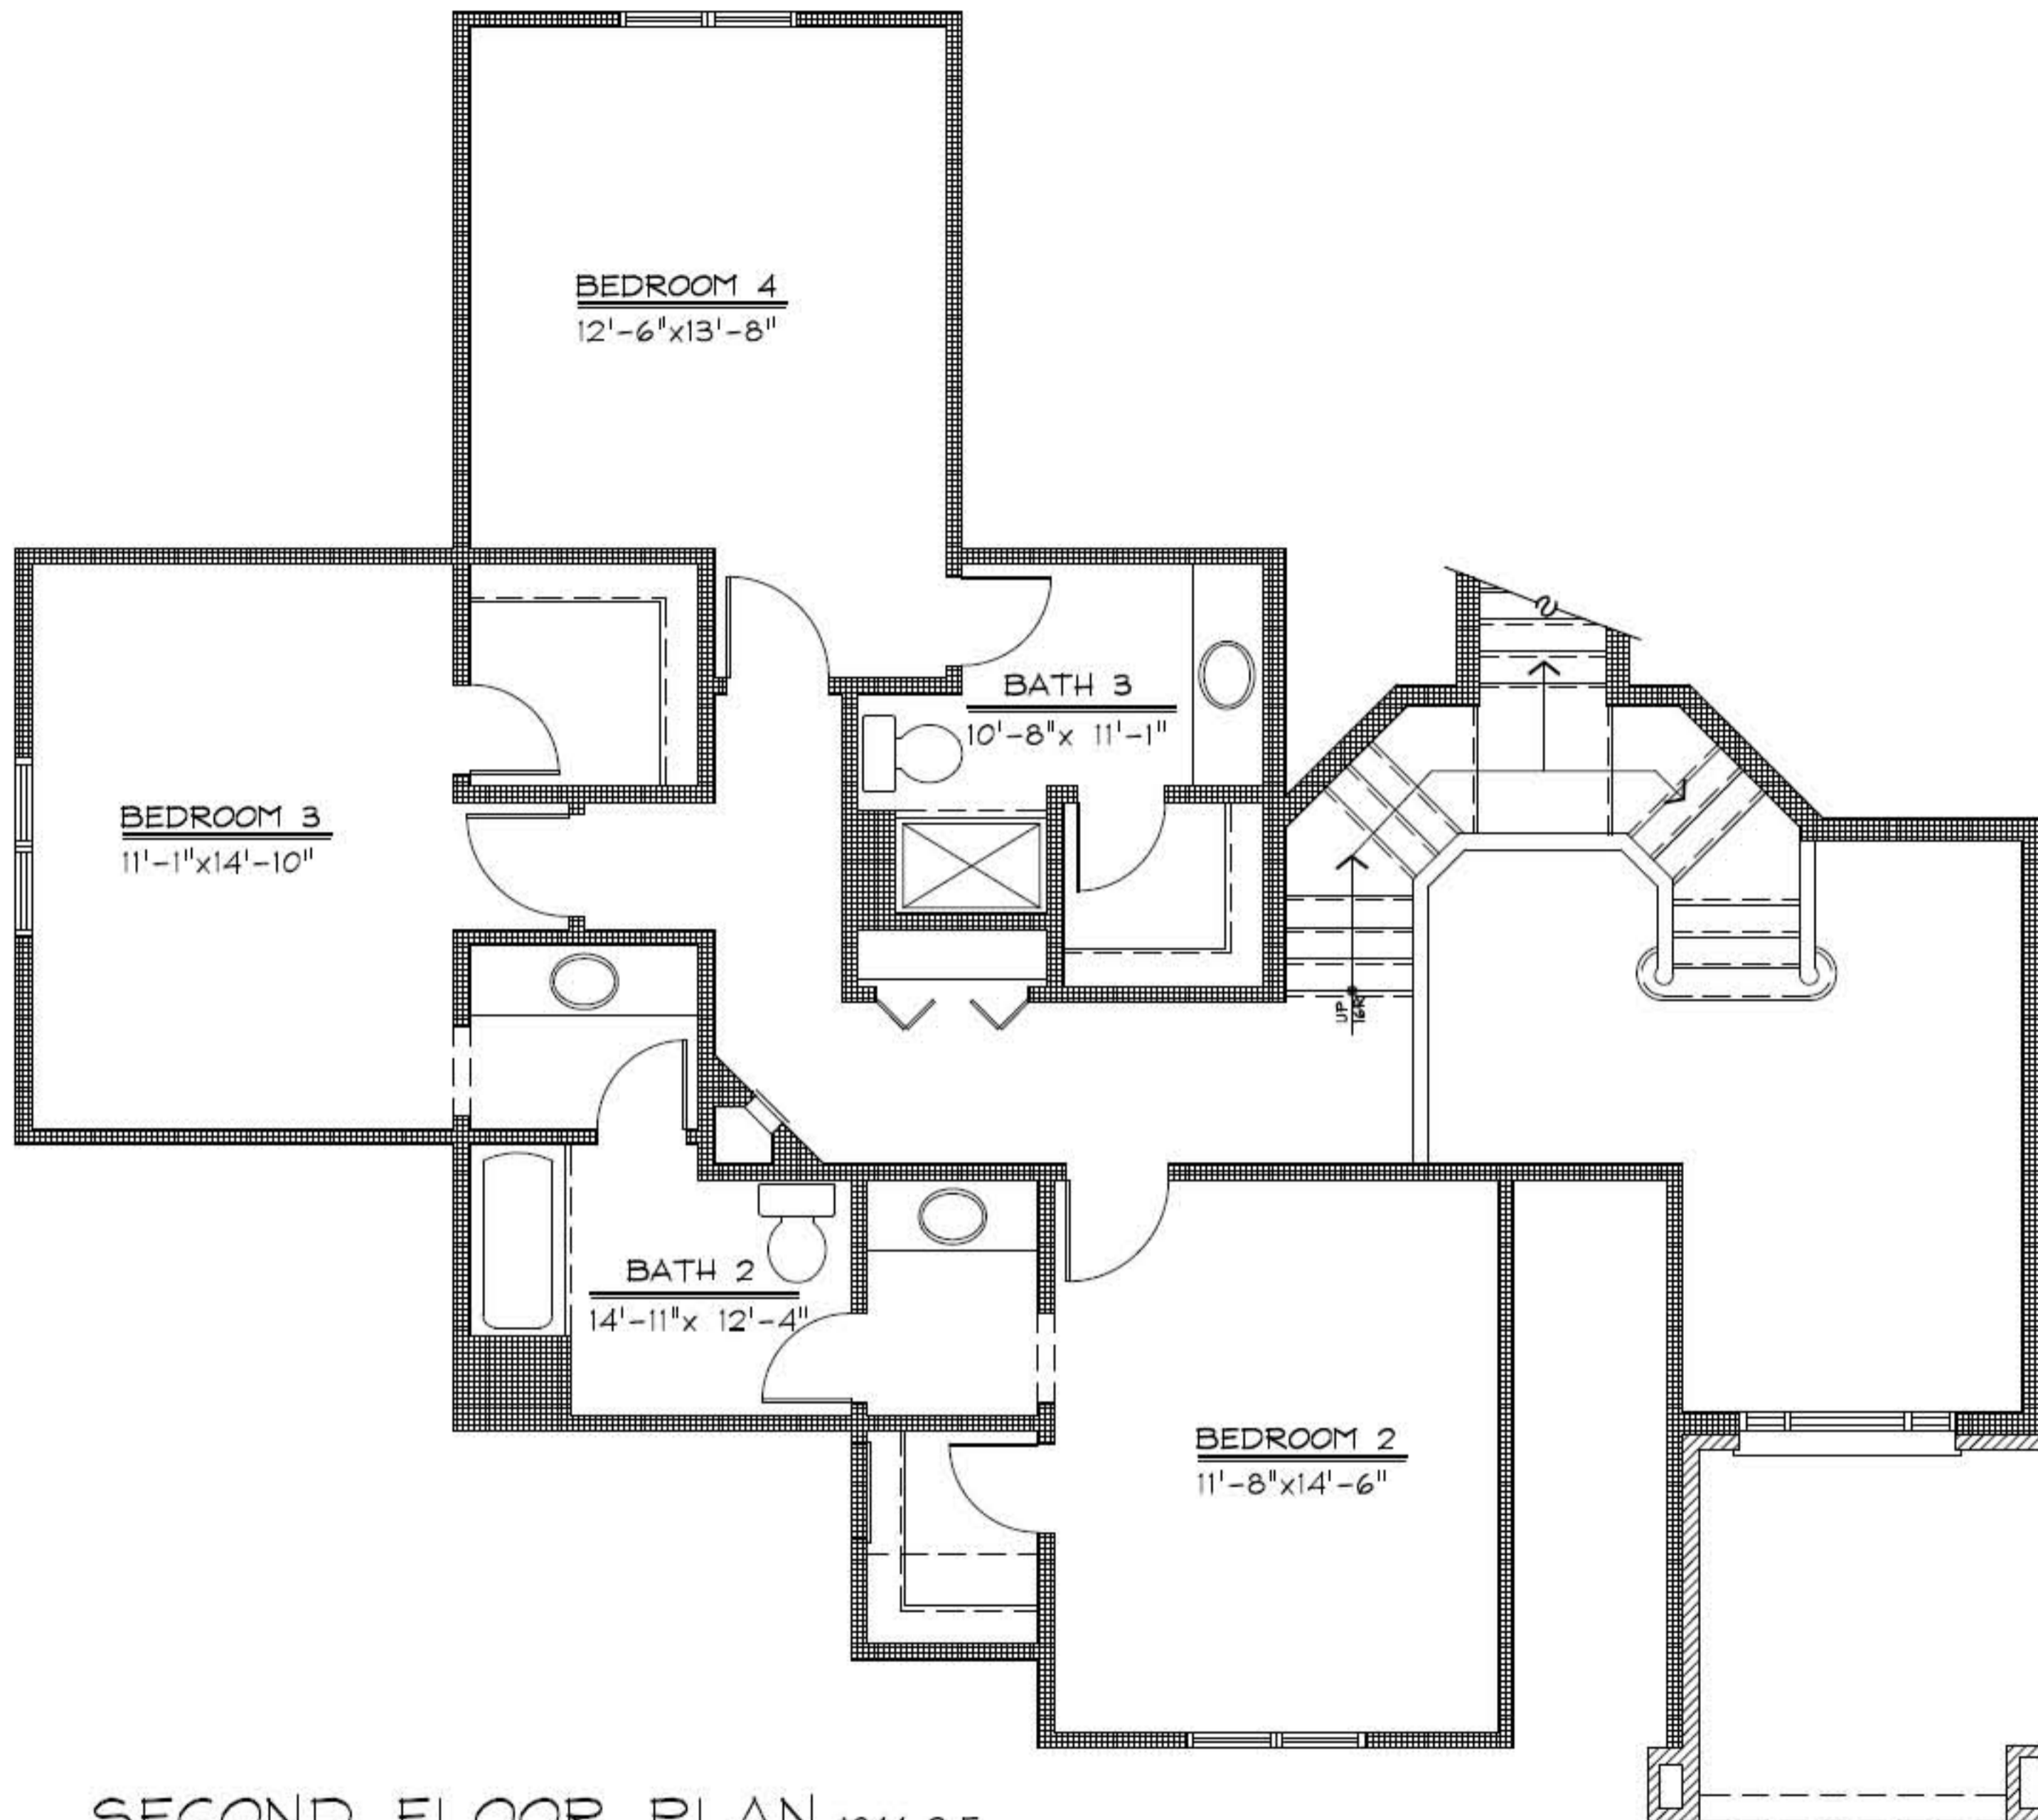 BEDROOM 4
12'-6"x13'-8"
BATH 3
10'-8"x 11'-1"
BEDROOM 3
11'-1"x14'-10"
UP
16R
BATH 2
14'-11"x 12'-4"
BEDROOM 2
11'-8"x14'-6"
SECOND FLOOR PLAN